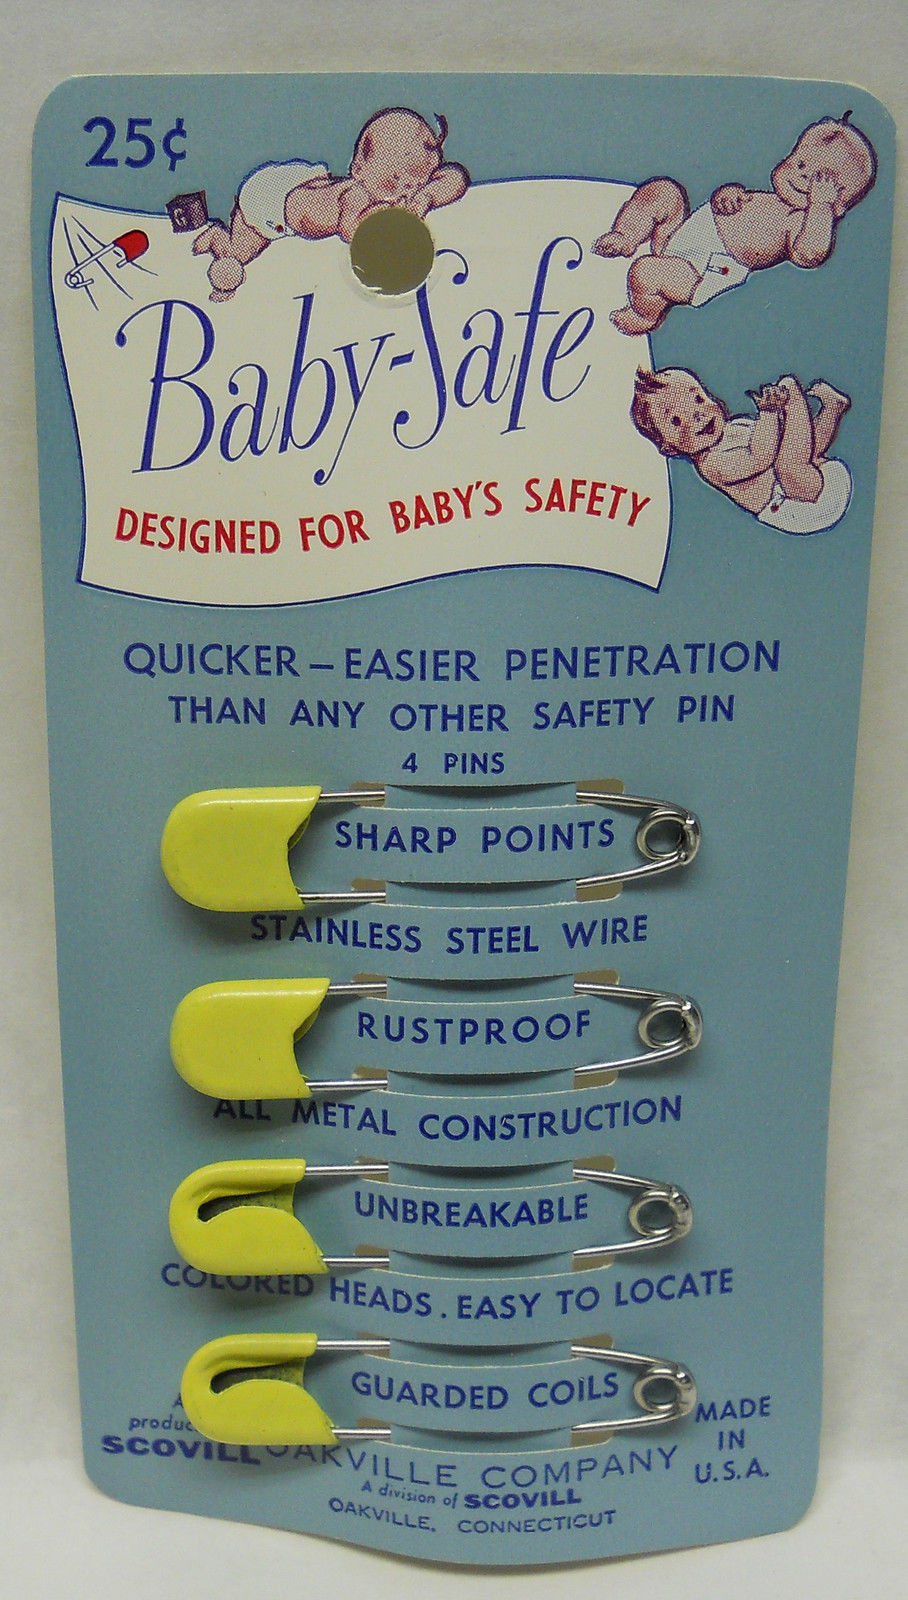 25¢
Baby-Safe
DESIGNED FOR BABY'S SAFETY
QUICKER – EASIER PENETRATION
THAN ANY OTHER SAFETY PIN
4 PINS
SHARP POINTS
STAINLESS STEEL WIRE
RUSTPROOF
ALL METAL CONSTRUCTION
UNBREAKABLE
COLORED HEADS. EASY TO LOCATE
GUARDED COILS
A
produc
SCOVILL
OAKVILLE COMPANY
A division of SCOVILL
OAKVILLE, CONNECTICUT
MADE
IN
U.S.A.